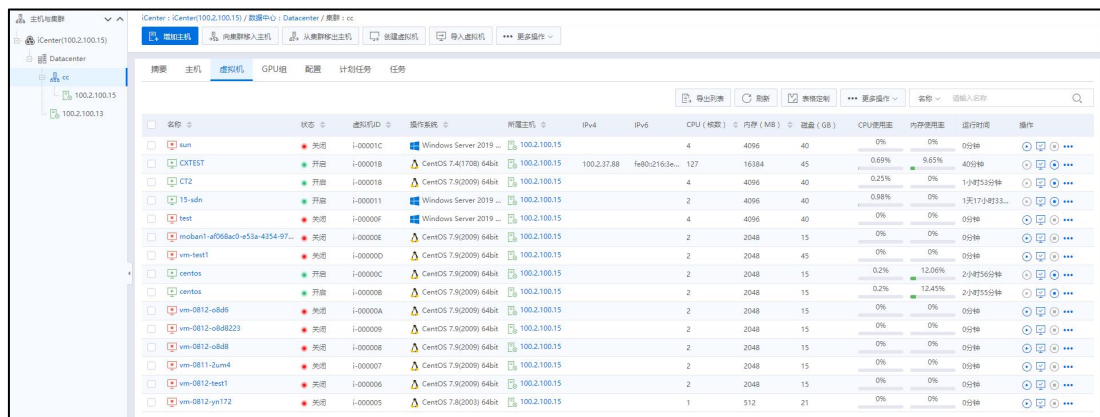 主机与集群
iCenter(100.2.100.15)
Datacenter
cc
100.2.100.15
100.2.100.13
iCenter：iCenter(100.2.100.15) / 数据中心：Datacenter / 集群：cc
增加主机 向集群移入主机 从集群移出主机 创建虚拟机 导入虚拟机 更多操作
摘要 主机 虚拟机 GPU组 配置 计划任务 任务
导出列表 刷新 表格定制 更多操作 名称 请输入名称
名称 状态 虚拟机ID 操作系统 所属主机 IPv4 IPv6 CPU（核数） 内存（MB） 磁盘（GB） CPU使用率 内存使用率 运行时间 操作
sun 关闭 i-00001C Windows Server 2019 ... 100.2.100.15 4 4096 40 0% 0% 0分钟
CXTEST 开启 i-00001B CentOS 7.4(1708) 64bit 100.2.100.15 100.2.37.88 fe80::216:3e... 127 16384 45 0.69% 9.65% 40分钟
CT2 开启 i-000018 CentOS 7.9(2009) 64bit 100.2.100.15 4 4096 40 0.25% 0% 1小时53分钟
15-sdn 开启 i-000011 Windows Server 2019 ... 100.2.100.15 2 4096 40 0.98% 0% 1天17小时33...
test 关闭 i-00000F Windows Server 2019 ... 100.2.100.15 4 4096 40 0% 0% 0分钟
moban1-af068ac0-e53a-4354-97... 关闭 i-00000E CentOS 7.9(2009) 64bit 100.2.100.15 2 2048 15 0% 0% 0分钟
vm-test1 关闭 i-00000D CentOS 7.9(2009) 64bit 100.2.100.15 2 2048 45 0% 0% 0分钟
centos 开启 i-00000C CentOS 7.9(2009) 64bit 100.2.100.15 2 2048 15 0.2% 12.06% 2小时56分钟
centos 开启 i-00000B CentOS 7.9(2009) 64bit 100.2.100.15 2 2048 15 0.2% 12.45% 2小时55分钟
vm-0812-o8d6 关闭 i-00000A CentOS 7.9(2009) 64bit 100.2.100.15 2 2048 15 0% 0% 0分钟
vm-0812-o8d8223 关闭 i-000009 CentOS 7.9(2009) 64bit 100.2.100.15 2 2048 15 0% 0% 0分钟
vm-0812-o8d8 关闭 i-000008 CentOS 7.9(2009) 64bit 100.2.100.15 2 2048 15 0% 0% 0分钟
vm-0811-2um4 关闭 i-000007 CentOS 7.9(2009) 64bit 100.2.100.15 2 2048 15 0% 0% 0分钟
vm-0812-test1 关闭 i-000006 CentOS 7.9(2009) 64bit 100.2.100.15 2 2048 15 0% 0% 0分钟
vm-0812-yn172 关闭 i-000005 CentOS 7.8(2003) 64bit 100.2.100.15 1 512 21 0% 0% 0分钟